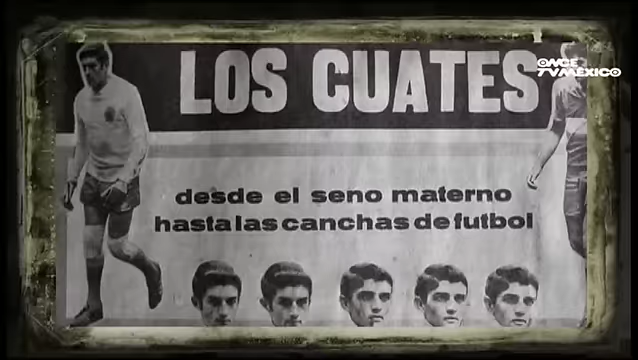 LOS CUATES
ONCE
TV MÉXICO
desde el seno materno
hasta las canchas de futbol